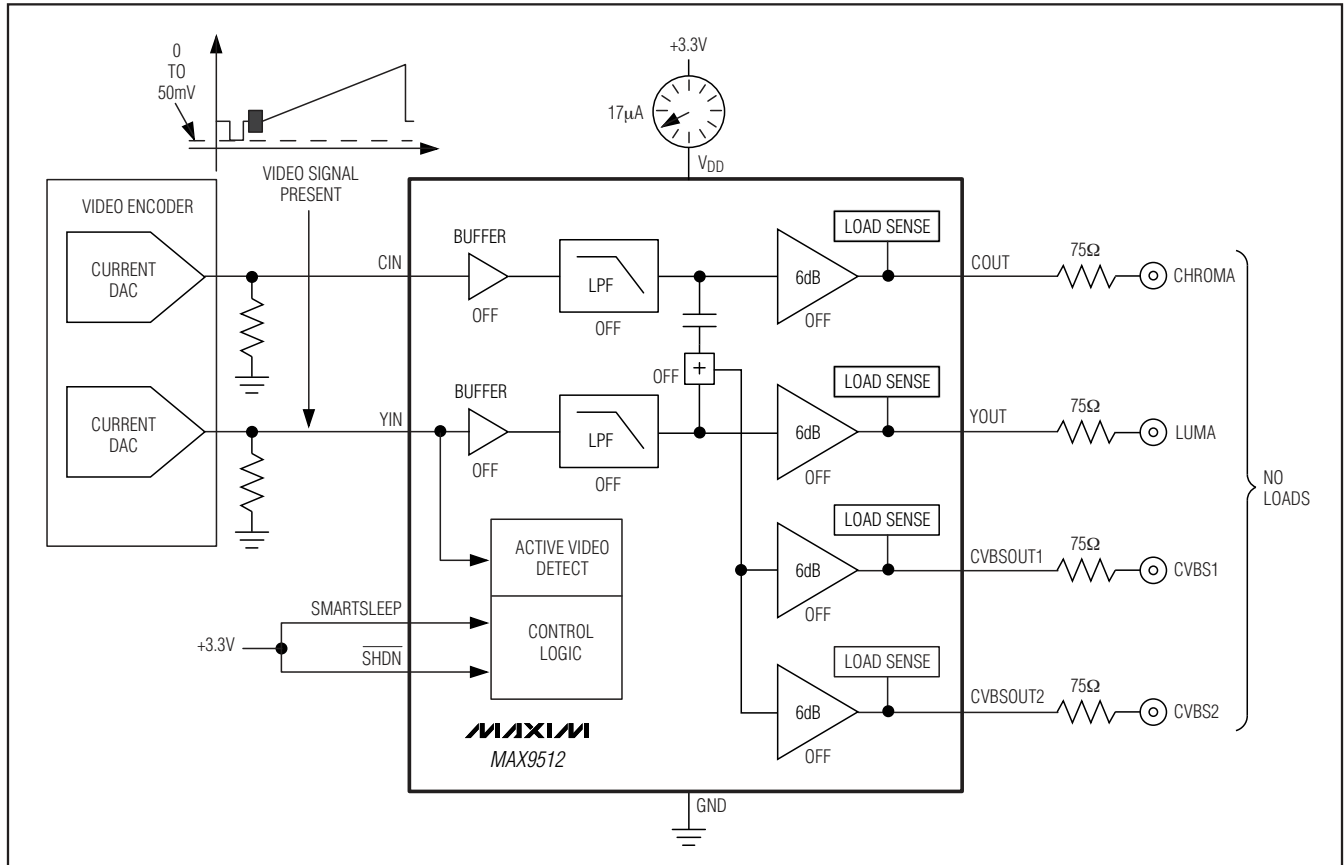 0
TO
50mV
+3.3V
17μA
VDD
VIDEO SIGNAL
PRESENT
VIDEO ENCODER
CURRENT
DAC
CURRENT
DAC
CIN
BUFFER
OFF
LPF
OFF
6dB
OFF
LOAD SENSE
COUT
75Ω
CHROMA
OFF
+
YIN
BUFFER
OFF
LPF
OFF
6dB
OFF
LOAD SENSE
YOUT
75Ω
LUMA
NO
LOADS
ACTIVE VIDEO
DETECT
CONTROL
LOGIC
SMARTSLEEP
+3.3V
SHDN
6dB
OFF
LOAD SENSE
CVBSOUT1
75Ω
CVBS1
6dB
OFF
LOAD SENSE
CVBSOUT2
75Ω
CVBS2
MAXIM
MAX9512
GND